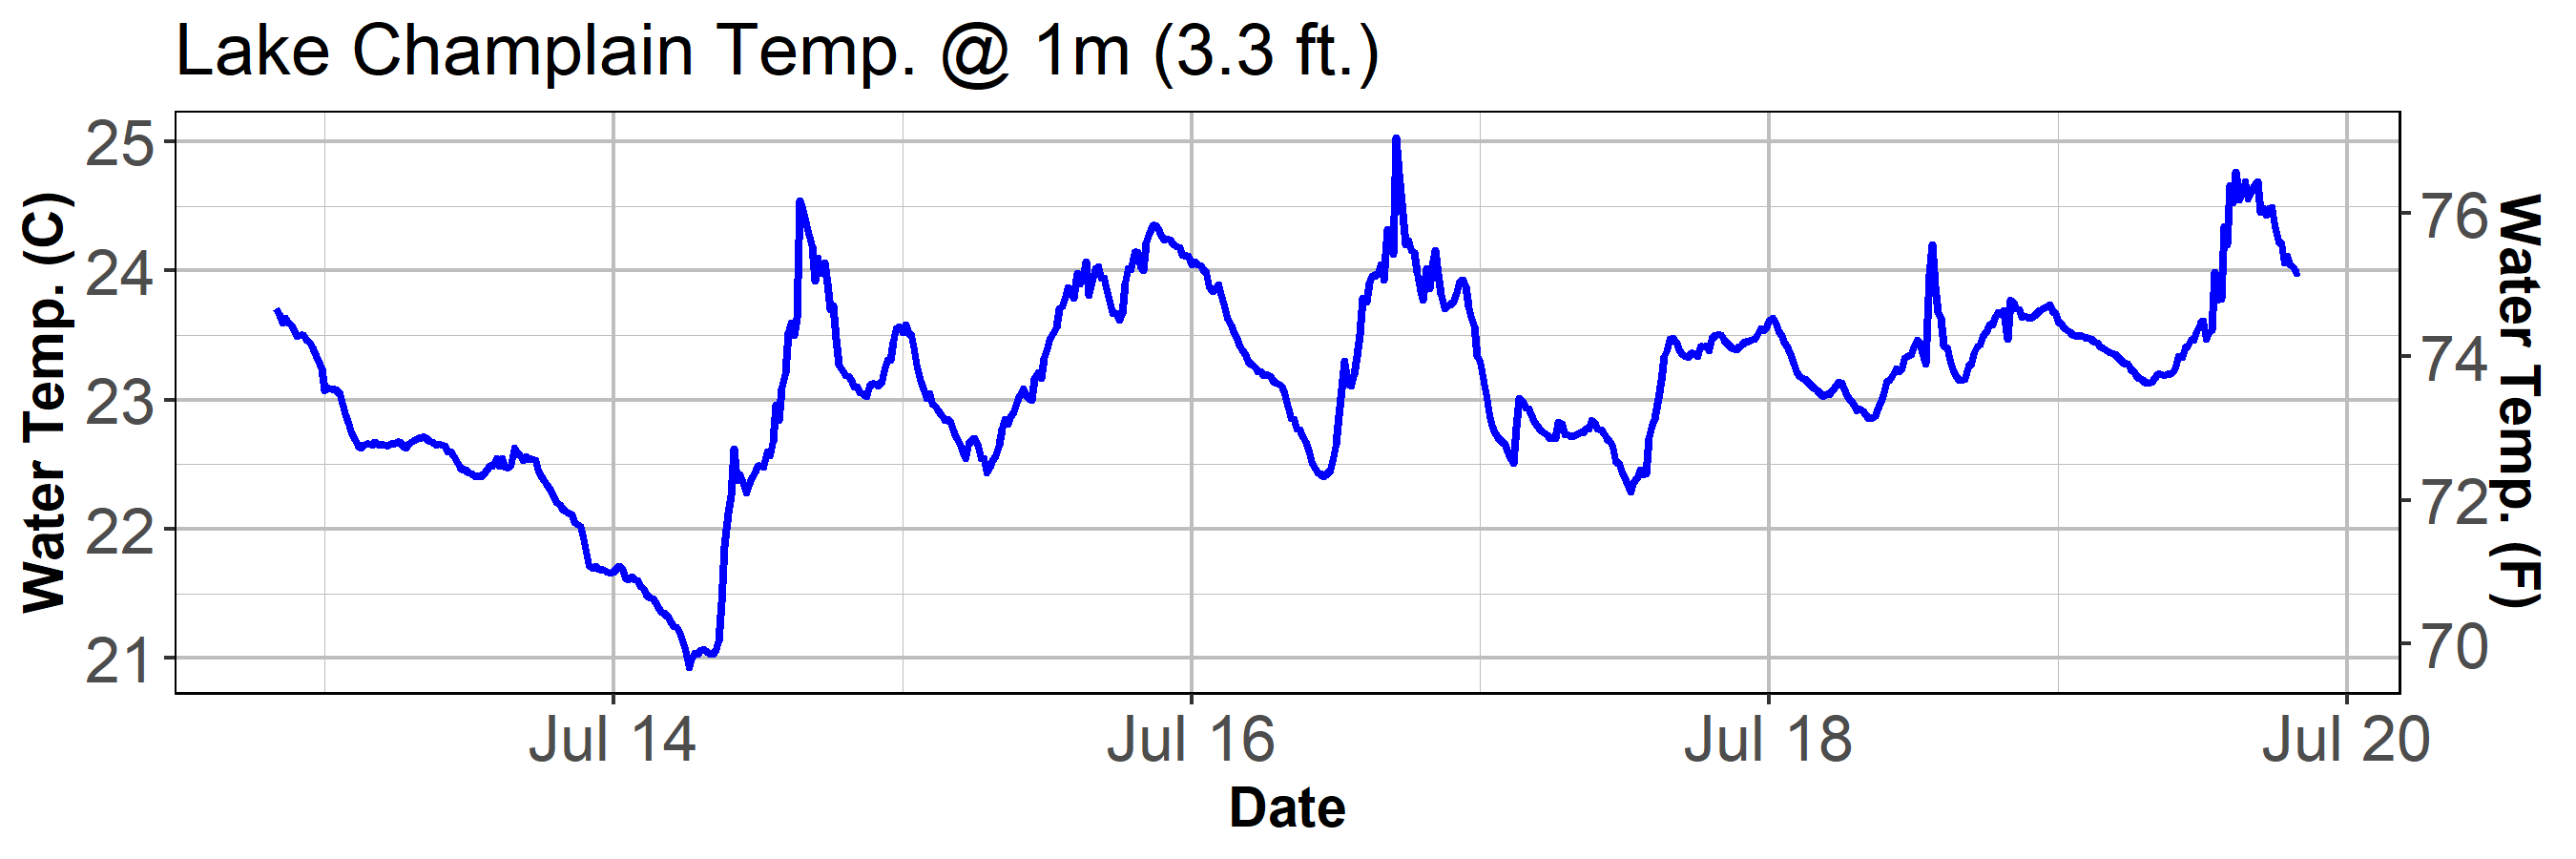 Lake Champlain Temp. @ 1m (3.3 ft.)
Water Temp. (C)
25
24
23
22
21
76
74
72
70
Water Temp. (F)
Jul 14
Jul 16
Jul 18
Jul 20
Date